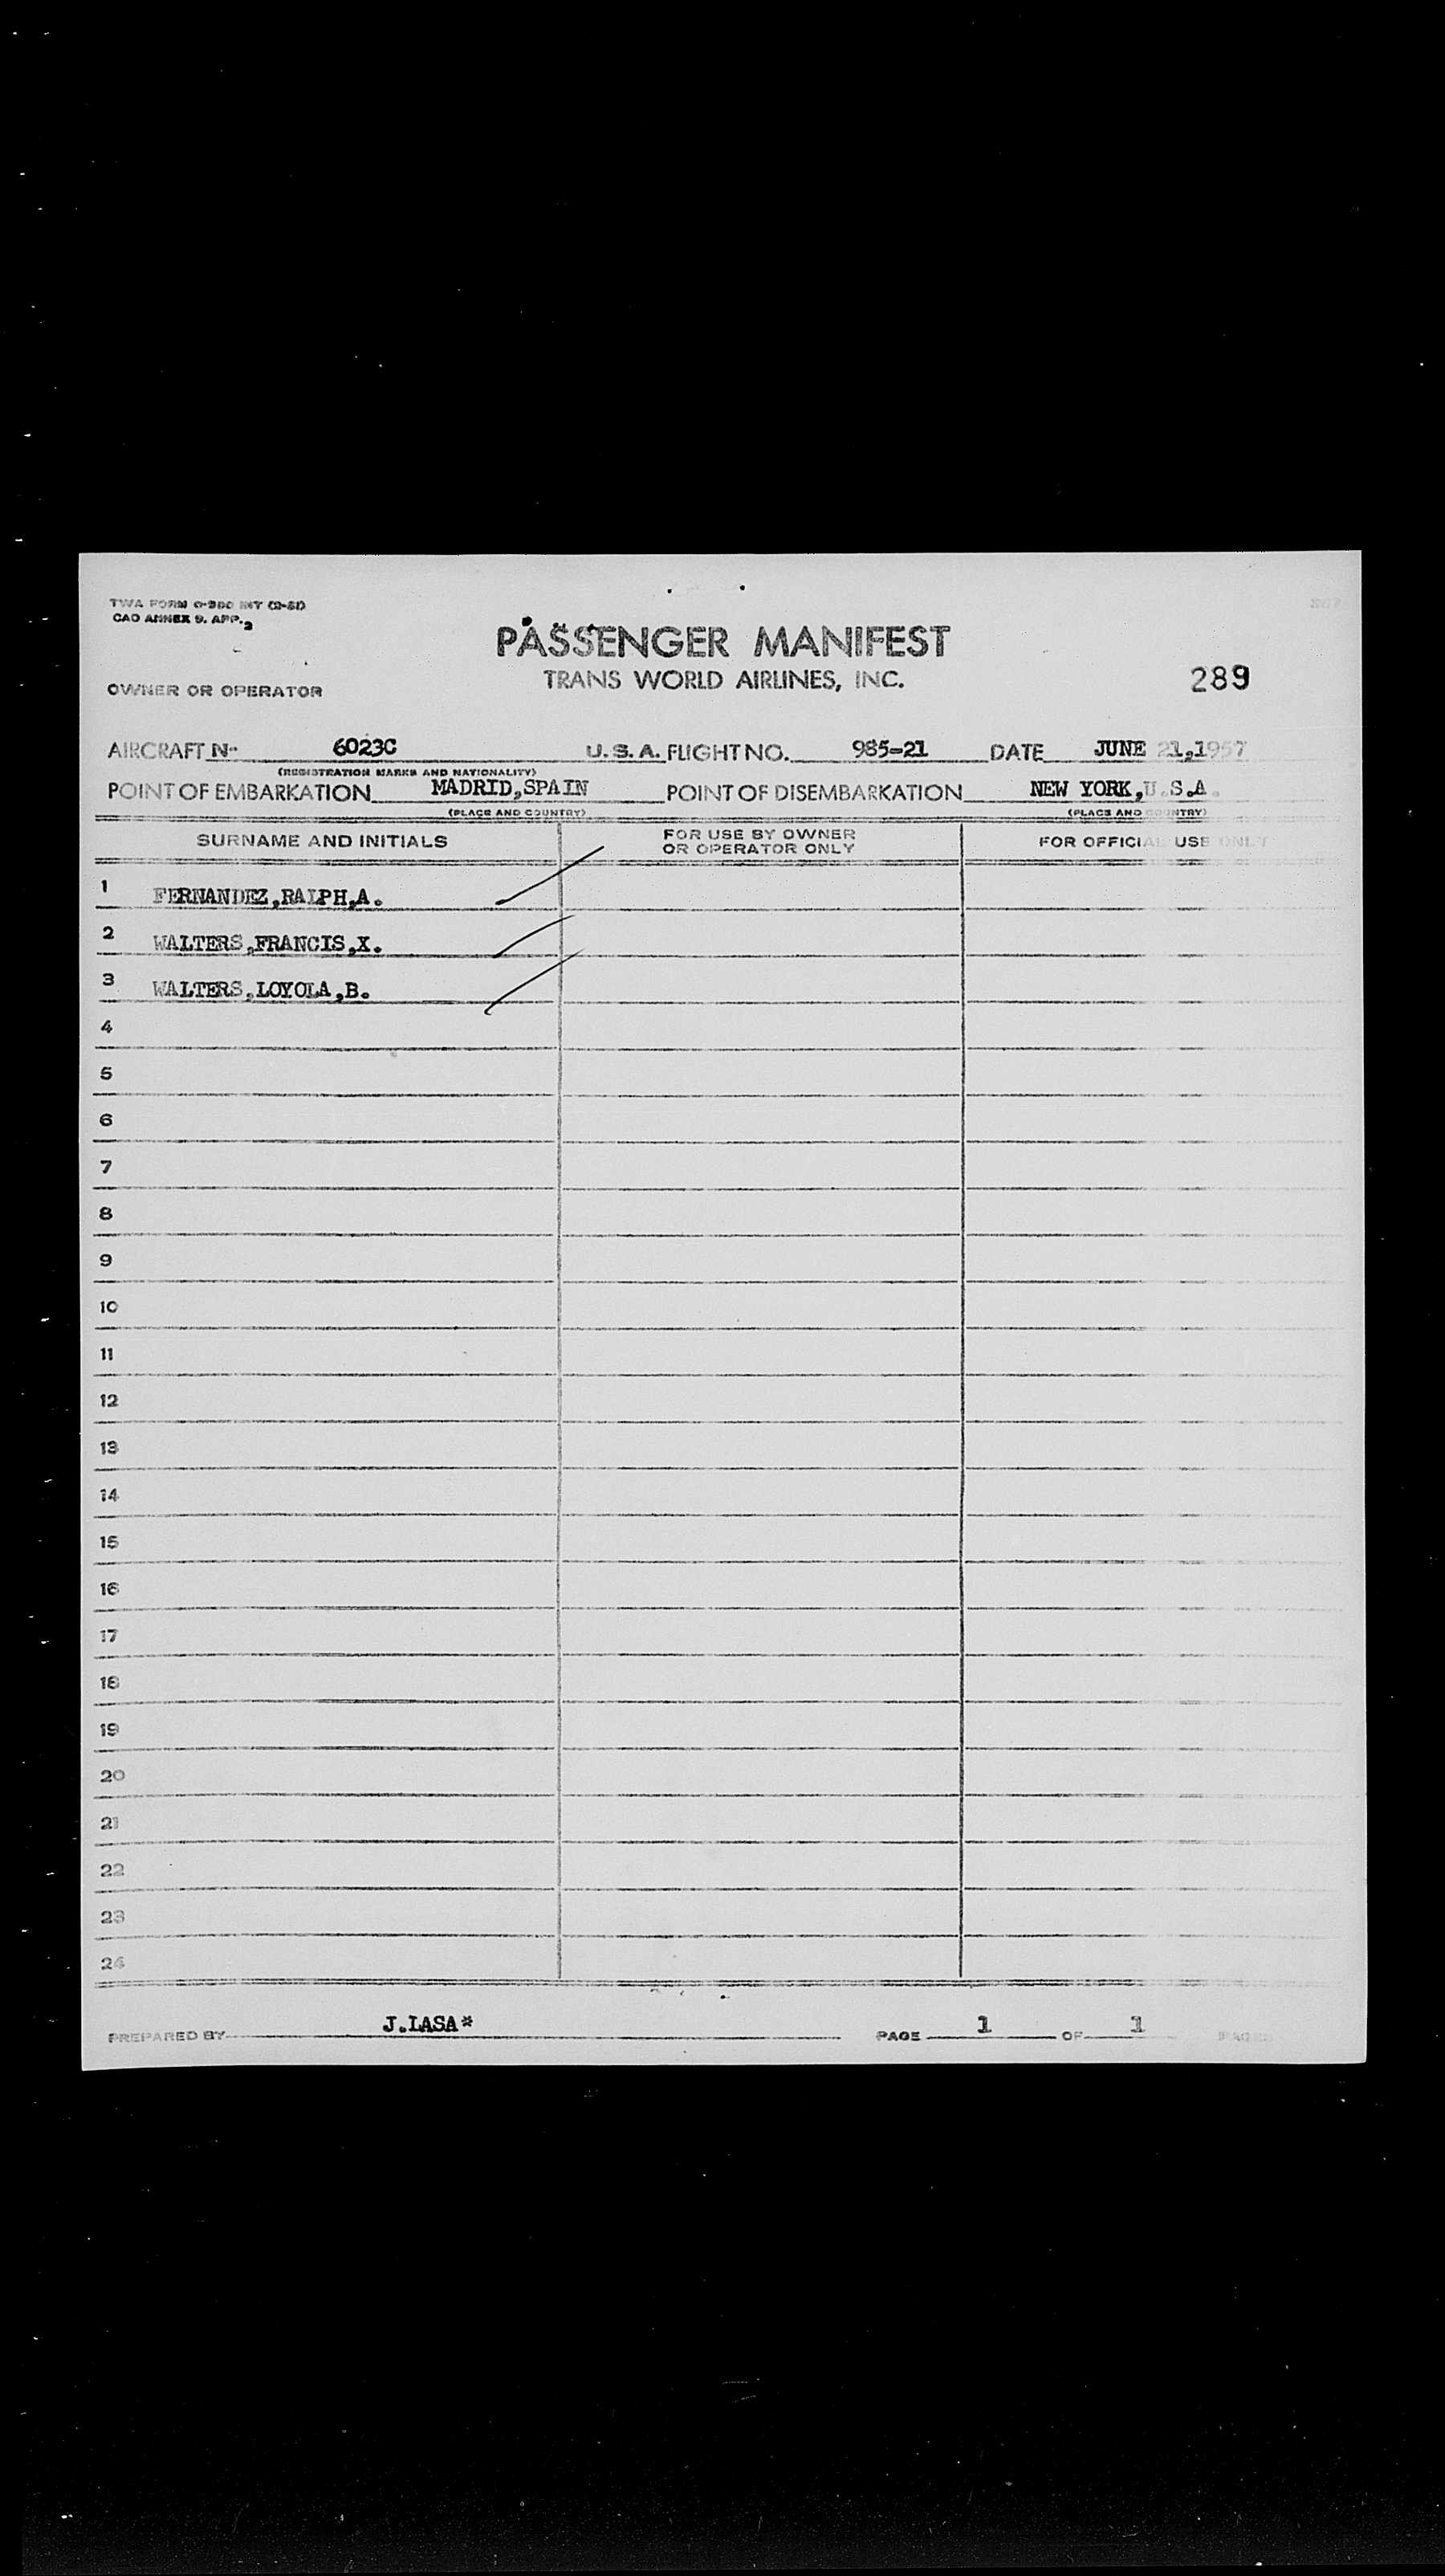 CAO ANNEX 9. APP. 2
PASSENGER MANIFEST
TRANS WORLD AIRLINES, INC.
289
OWNER OR OPERATOR
AIRCRAFT N- 6023C U. S. A. FLIGHT NO. 985-21 DATE JUNE 21,1957
(REGISTRATION MARKS AND NATIONALITY)
POINT OF EMBARKATION MADRID,SPAIN POINT OF DISEMBARKATION NEW YORK,U.S.A.
(PLACE AND COUNTRY) (PLACE AND COUNTRY)
SURNAME AND INITIALS FOR USE BY OWNER OR OPERATOR ONLY FOR OFFICIAL USE ONLY
1 FERNANDEZ,RALPH,A.
2 WALTERS,FRANCIS,X.
3 WALTERS,LOYOLA,B.
4
5
6
7
8
9
10
11
12
13
14
15
16
17
18
19
20
21
22
23
24
PREPARED BY J.LASA* PAGE 1 OF 1 PAGES